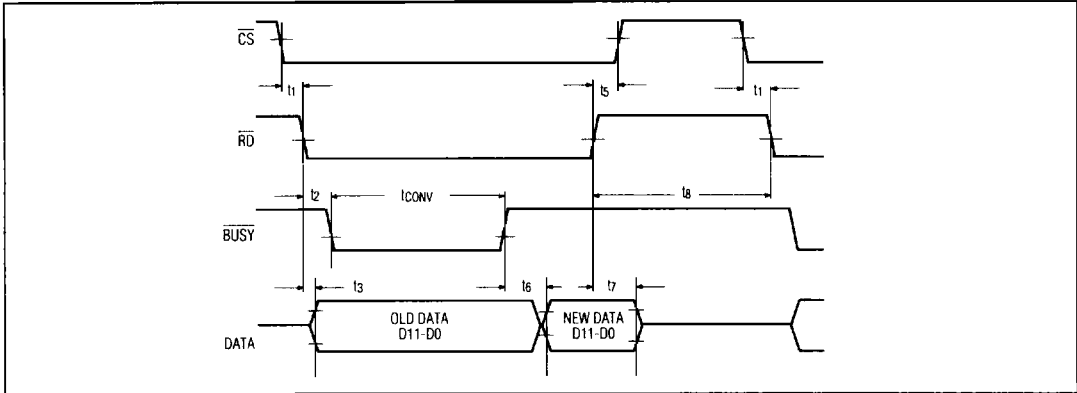 CS
t1
t5
t1
RD
t2
tCONV
t8
BUSY
t3
t6
t7
OLD DATA
D11-D0
NEW DATA
D11-D0
DATA